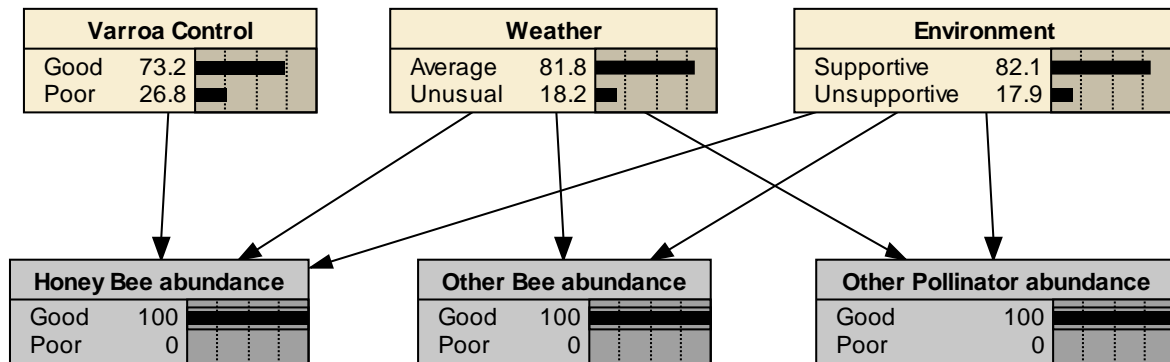 Varroa Control
Good 73.2
Poor 26.8
Weather
Average 81.8
Unusual 18.2
Environment
Supportive 82.1
Unsupportive 17.9
Honey Bee abundance
Good 100
Poor 0
Other Bee abundance
Good 100
Poor 0
Other Pollinator abundance
Good 100
Poor 0